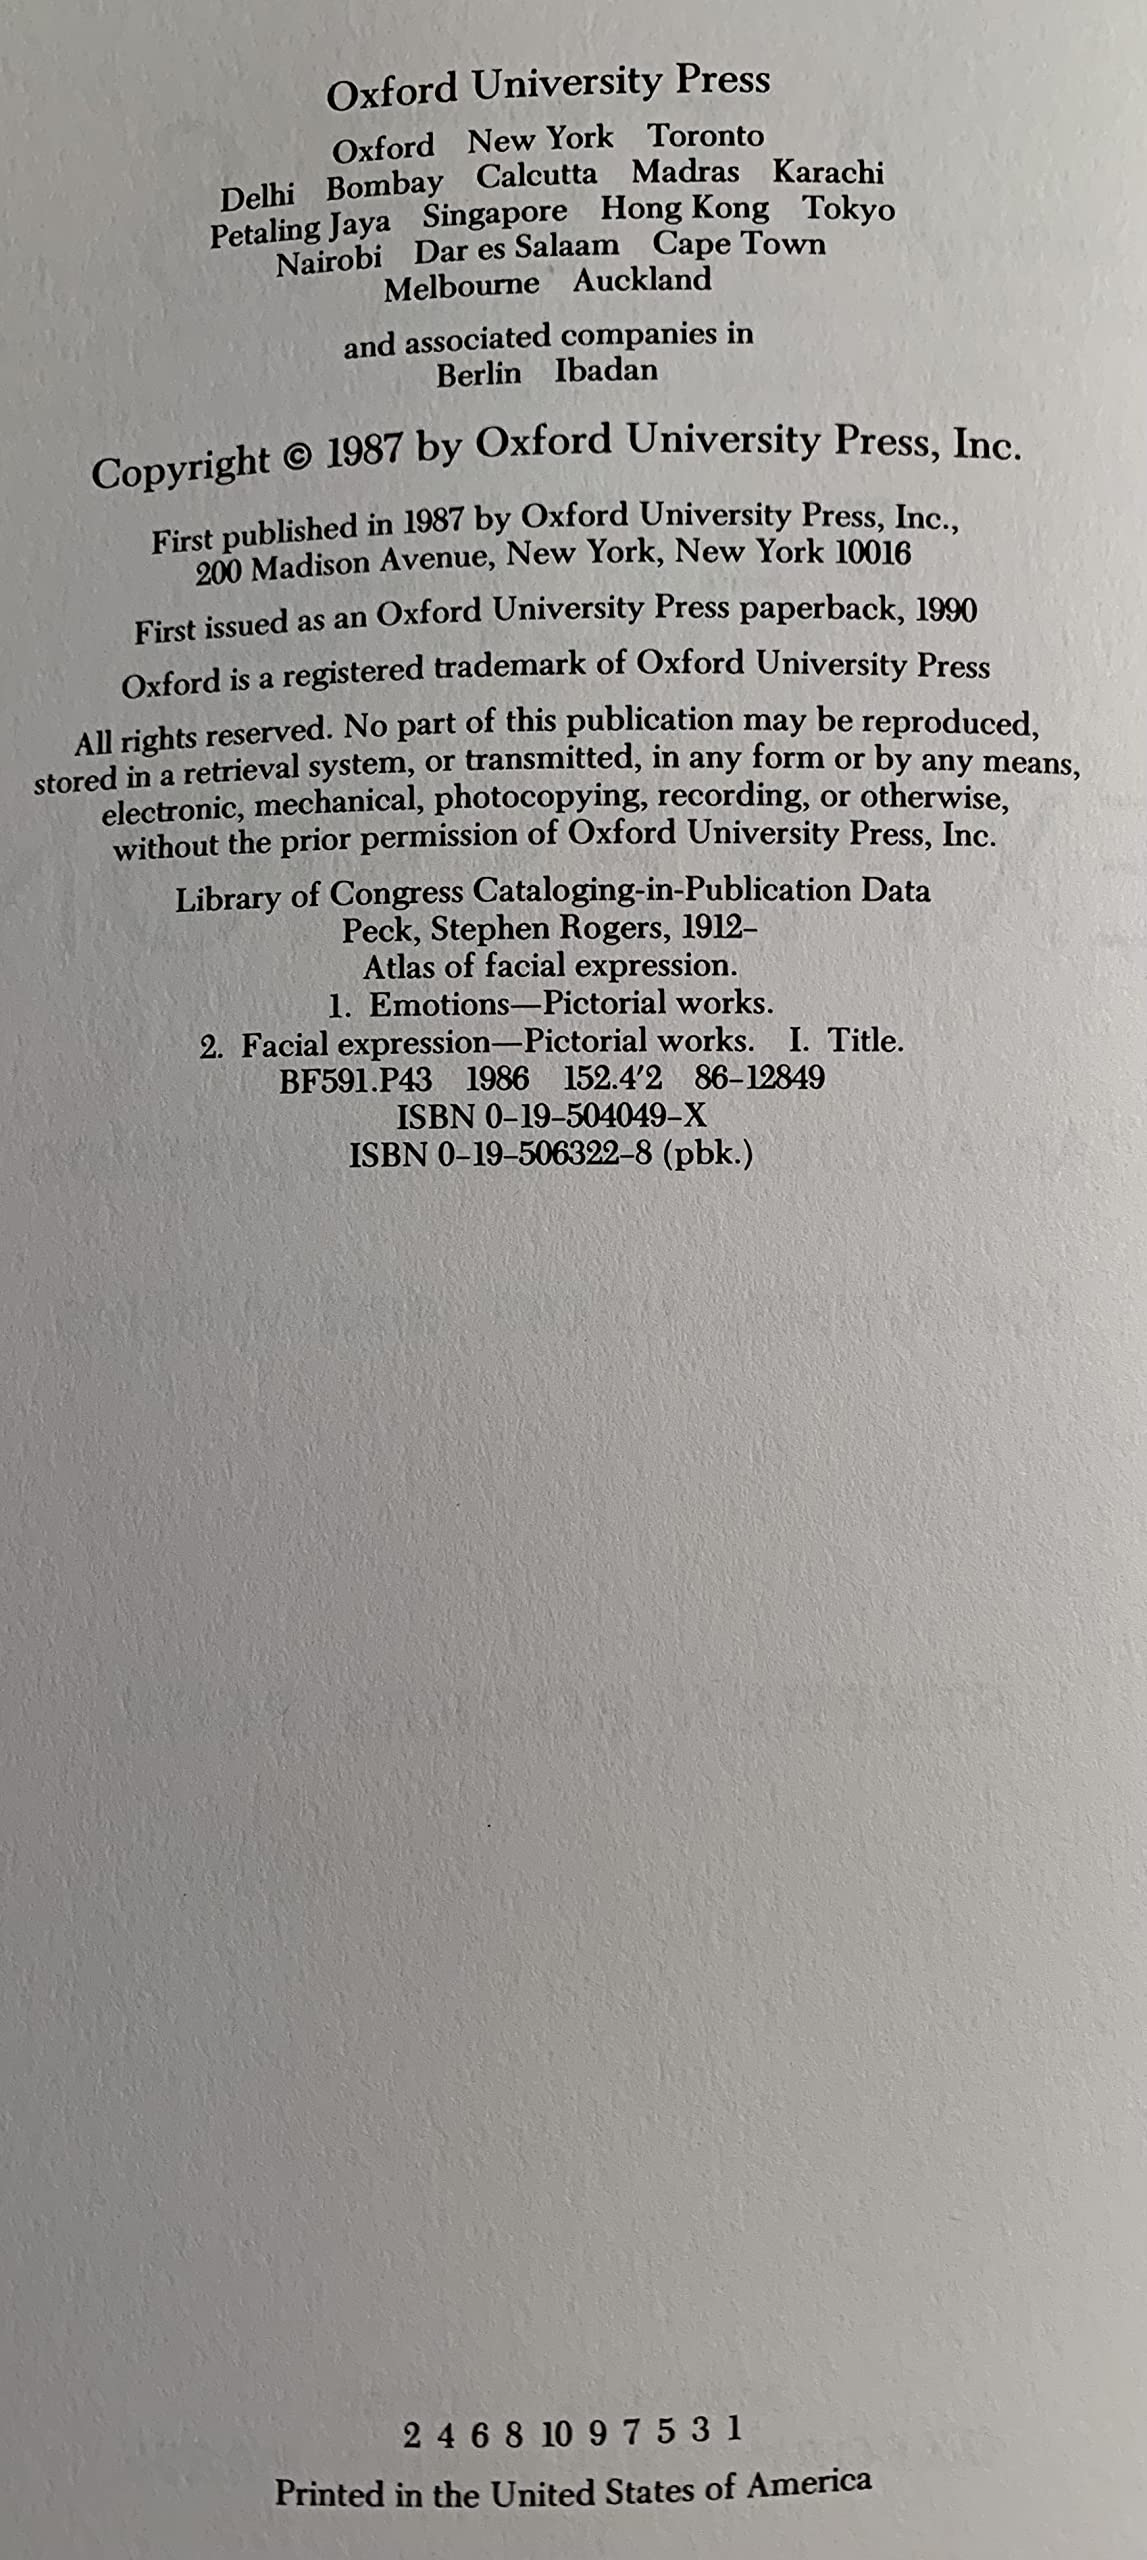 Oxford University Press
Oxford New York Toronto
Delhi Bombay Calcutta Madras Karachi
Petaling Jaya Singapore Hong Kong Tokyo
Nairobi Dar es Salaam Cape Town
Melbourne Auckland
and associated companies in
Berlin Ibadan
Copyright © 1987 by Oxford University Press, Inc.
First published in 1987 by Oxford University Press, Inc.,
200 Madison Avenue, New York, New York 10016
First issued as an Oxford University Press paperback, 1990
Oxford is a registered trademark of Oxford University Press
All rights reserved. No part of this publication may be reproduced,
stored in a retrieval system, or transmitted, in any form or by any means,
electronic, mechanical, photocopying, recording, or otherwise,
without the prior permission of Oxford University Press, Inc.
Library of Congress Cataloging-in-Publication Data
Peck, Stephen Rogers, 1912–
Atlas of facial expression.
1. Emotions—Pictorial works.
2. Facial expression—Pictorial works. I. Title.
BF591.P43 1986 152.4'2 86–12849
ISBN 0–19–504049–X
ISBN 0–19–506322–8 (pbk.)
2 4 6 8 10 9 7 5 3 1
Printed in the United States of America